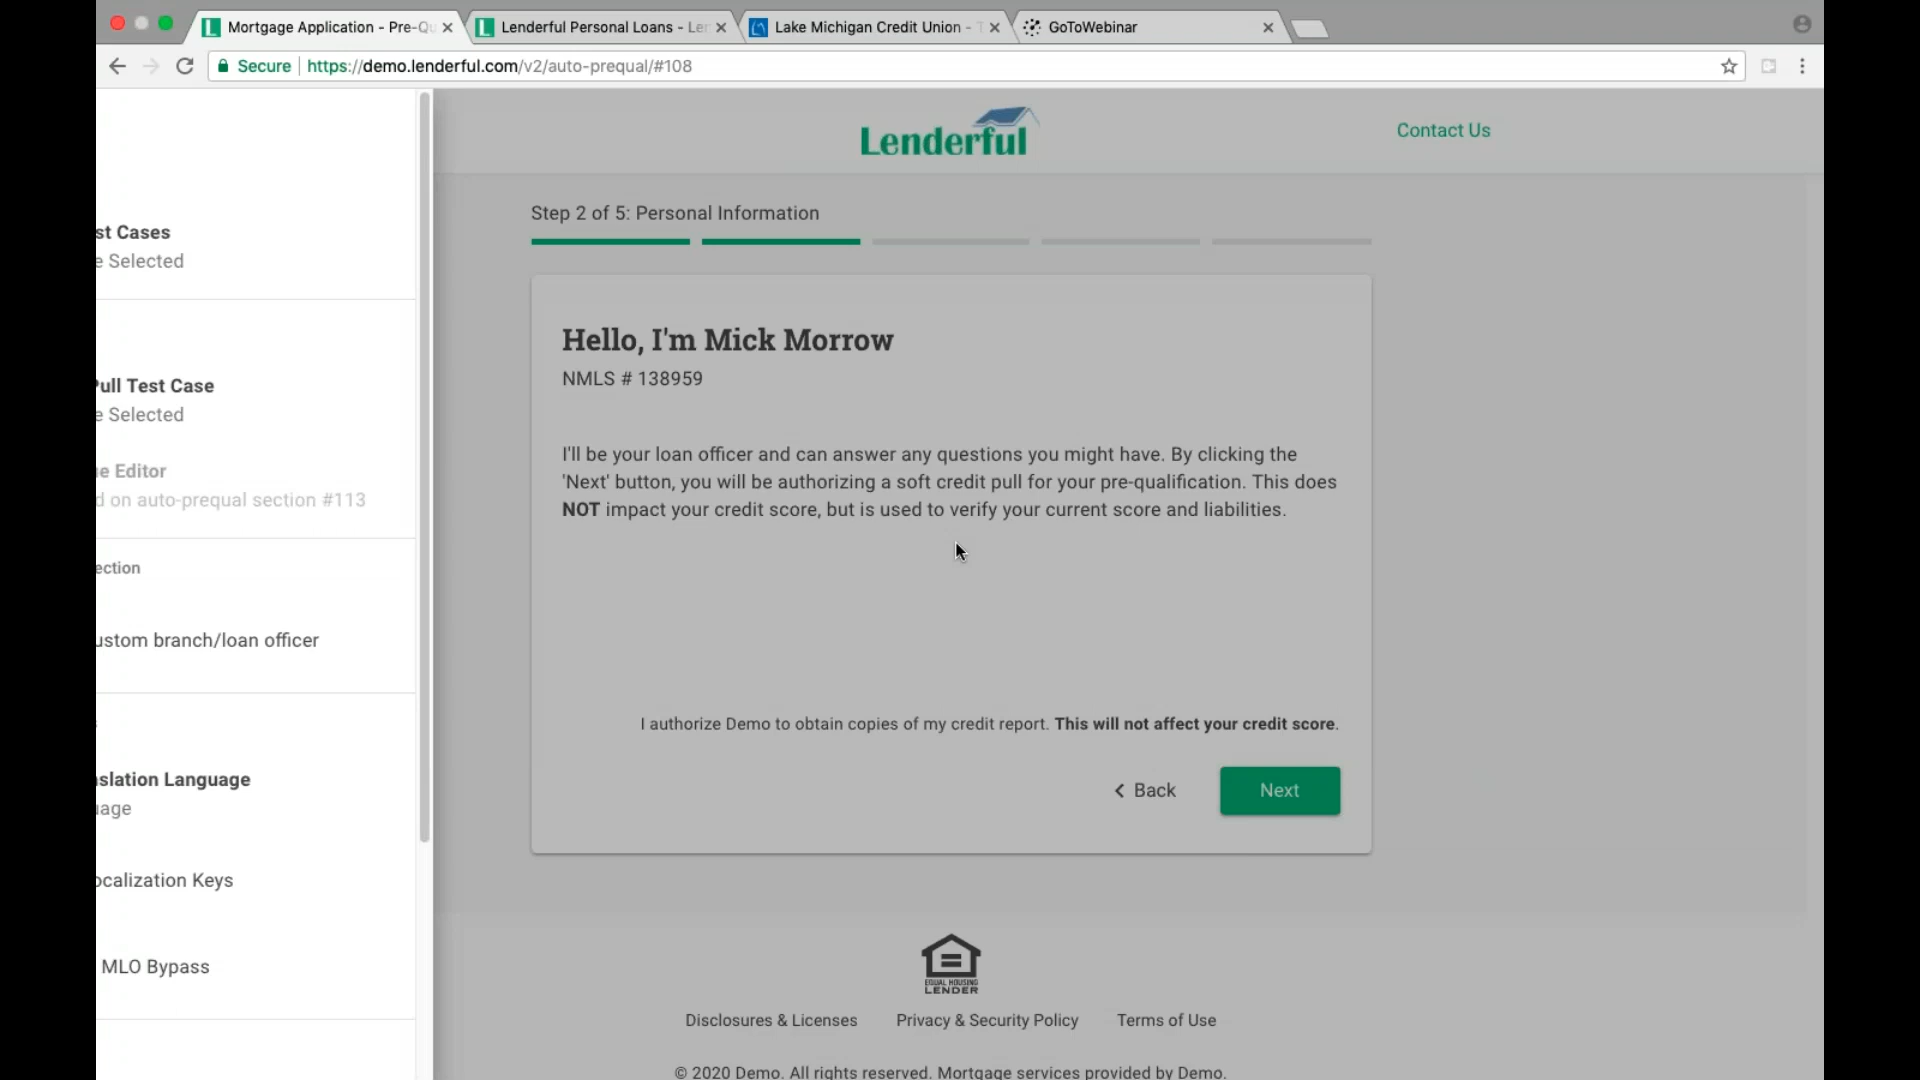 Mortgage Application - Pre-Qu
Lenderful Personal Loans - Len
Lake Michigan Credit Union - T
GoToWebinar
Secure
https://demo.lenderful.com/v2/auto-prequal/#108
st Cases
e Selected
Pull Test Case
e Selected
ue Editor
d on auto-prequal section #113
ection
ustom branch/loan officer
nslation Language
uage
ocalization Keys
MLO Bypass
Lenderful
Contact Us
Step 2 of 5: Personal Information
Hello, I'm Mick Morrow
NMLS # 138959
I'll be your loan officer and can answer any questions you might have. By clicking the
'Next' button, you will be authorizing a soft credit pull for your pre-qualification. This does
NOT impact your credit score, but is used to verify your current score and liabilities.
I authorize Demo to obtain copies of my credit report. This will not affect your credit score.
Back
Next
EQUAL HOUSING
LENDER
Disclosures & Licenses
Privacy & Security Policy
Terms of Use
© 2020 Demo. All rights reserved. Mortgage services provided by Demo.